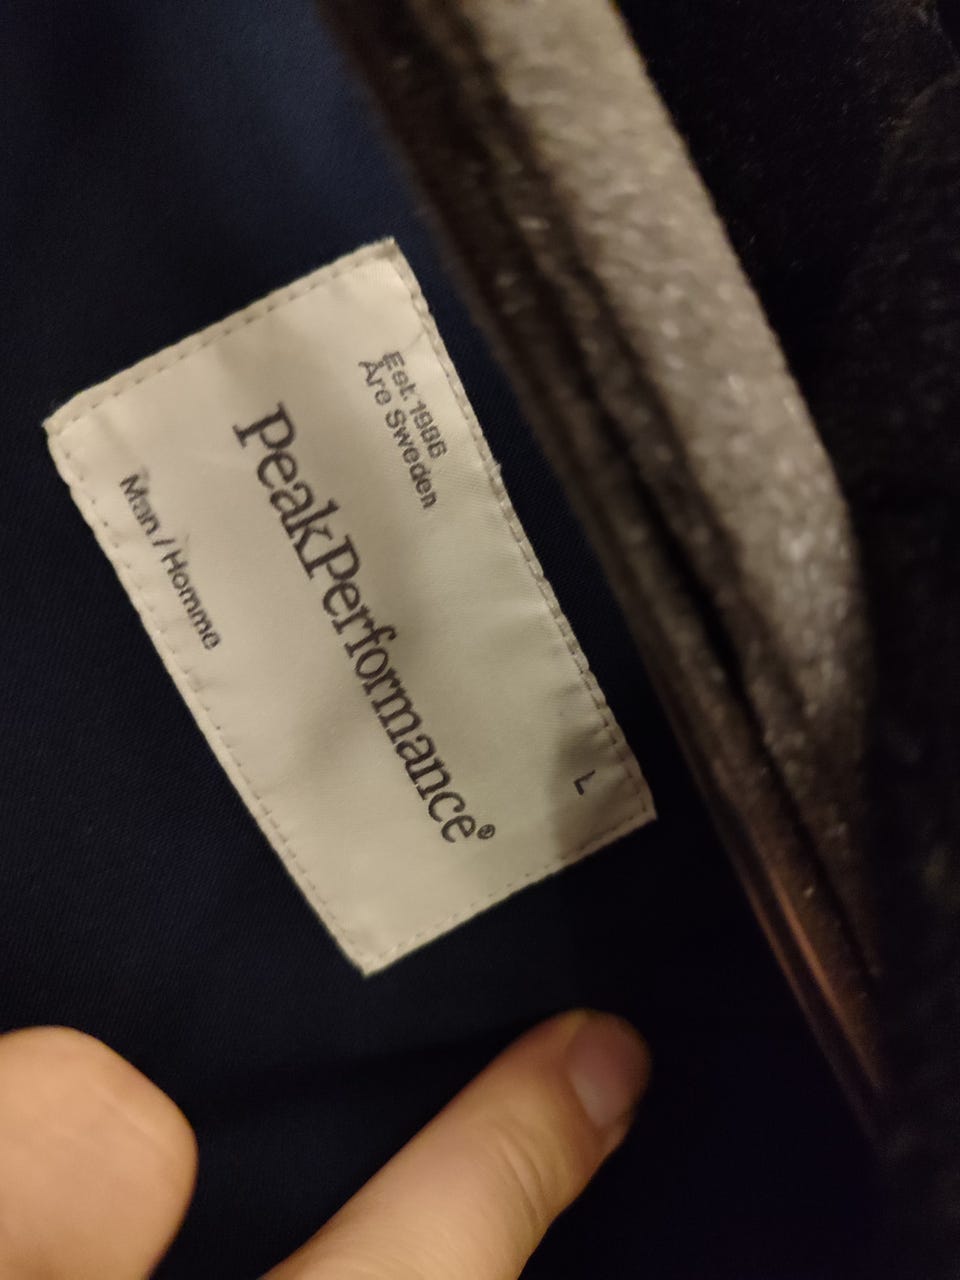 Est. 1986
Åre Sweden
L
PeakPerformance®
Man / Homme